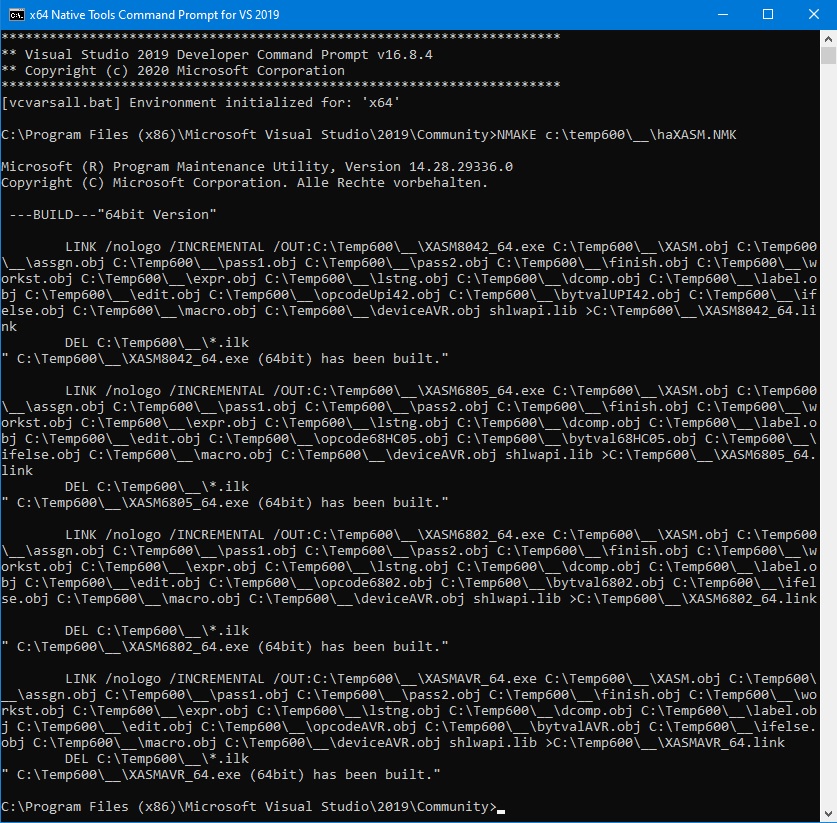 x64 Native Tools Command Prompt for VS 2019
**********************************************************************
** Visual Studio 2019 Developer Command Prompt v16.8.4
** Copyright (c) 2020 Microsoft Corporation
**********************************************************************
[vcvarsall.bat] Environment initialized for: 'x64'
C:\Program Files (x86)\Microsoft Visual Studio\2019\Community>NMAKE c:\temp600\__\haXASM.NMK
Microsoft (R) Program Maintenance Utility, Version 14.28.29336.0
Copyright (C) Microsoft Corporation. Alle Rechte vorbehalten.
---BUILD---"64bit Version"
LINK /nologo /INCREMENTAL /OUT:C:\Temp600\__\XASM8042_64.exe C:\Temp600\__\XASM.obj C:\Temp600
\__\assgn.obj C:\Temp600\__\pass1.obj C:\Temp600\__\pass2.obj C:\Temp600\__\finish.obj C:\Temp600\__\w
orkst.obj C:\Temp600\__\expr.obj C:\Temp600\__\lstng.obj C:\Temp600\__\dcomp.obj C:\Temp600\__\label.o
bj C:\Temp600\__\edit.obj C:\Temp600\__\opcodeUpi42.obj C:\Temp600\__\bytvalUPI42.obj C:\Temp600\__\if
else.obj C:\Temp600\__\macro.obj C:\Temp600\__\deviceAVR.obj shlwapi.lib >C:\Temp600\__\XASM8042_64.li
nk
DEL C:\Temp600\__\*.ilk
" C:\Temp600\__\XASM8042_64.exe (64bit) has been built."
LINK /nologo /INCREMENTAL /OUT:C:\Temp600\__\XASM6805_64.exe C:\Temp600\__\XASM.obj C:\Temp600
\__\assgn.obj C:\Temp600\__\pass1.obj C:\Temp600\__\pass2.obj C:\Temp600\__\finish.obj C:\Temp600\__\w
orkst.obj C:\Temp600\__\expr.obj C:\Temp600\__\lstng.obj C:\Temp600\__\dcomp.obj C:\Temp600\__\label.o
bj C:\Temp600\__\edit.obj C:\Temp600\__\opcode68HC05.obj C:\Temp600\__\bytval68HC05.obj C:\Temp600\__\
ifelse.obj C:\Temp600\__\macro.obj C:\Temp600\__\deviceAVR.obj shlwapi.lib >C:\Temp600\__\XASM6805_64.
link
DEL C:\Temp600\__\*.ilk
" C:\Temp600\__\XASM6805_64.exe (64bit) has been built."
LINK /nologo /INCREMENTAL /OUT:C:\Temp600\__\XASM6802_64.exe C:\Temp600\__\XASM.obj C:\Temp600
\__\assgn.obj C:\Temp600\__\pass1.obj C:\Temp600\__\pass2.obj C:\Temp600\__\finish.obj C:\Temp600\__\w
orkst.obj C:\Temp600\__\expr.obj C:\Temp600\__\lstng.obj C:\Temp600\__\dcomp.obj C:\Temp600\__\label.o
bj C:\Temp600\__\edit.obj C:\Temp600\__\opcode6802.obj C:\Temp600\__\bytval6802.obj C:\Temp600\__\ifel
se.obj C:\Temp600\__\macro.obj C:\Temp600\__\deviceAVR.obj shlwapi.lib >C:\Temp600\__\XASM6802_64.link
DEL C:\Temp600\__\*.ilk
" C:\Temp600\__\XASM6802_64.exe (64bit) has been built."
LINK /nologo /INCREMENTAL /OUT:C:\Temp600\__\XASMAVR_64.exe C:\Temp600\__\XASM.obj C:\Temp600\
__\assgn.obj C:\Temp600\__\pass1.obj C:\Temp600\__\pass2.obj C:\Temp600\__\finish.obj C:\Temp600\__\wo
rkst.obj C:\Temp600\__\expr.obj C:\Temp600\__\lstng.obj C:\Temp600\__\dcomp.obj C:\Temp600\__\label.ob
j C:\Temp600\__\edit.obj C:\Temp600\__\opcodeAVR.obj C:\Temp600\__\bytvalAVR.obj C:\Temp600\__\ifelse.
obj C:\Temp600\__\macro.obj C:\Temp600\__\deviceAVR.obj shlwapi.lib >C:\Temp600\__\XASMAVR_64.link
DEL C:\Temp600\__\*.ilk
" C:\Temp600\__\XASMAVR_64.exe (64bit) has been built."
C:\Program Files (x86)\Microsoft Visual Studio\2019\Community>